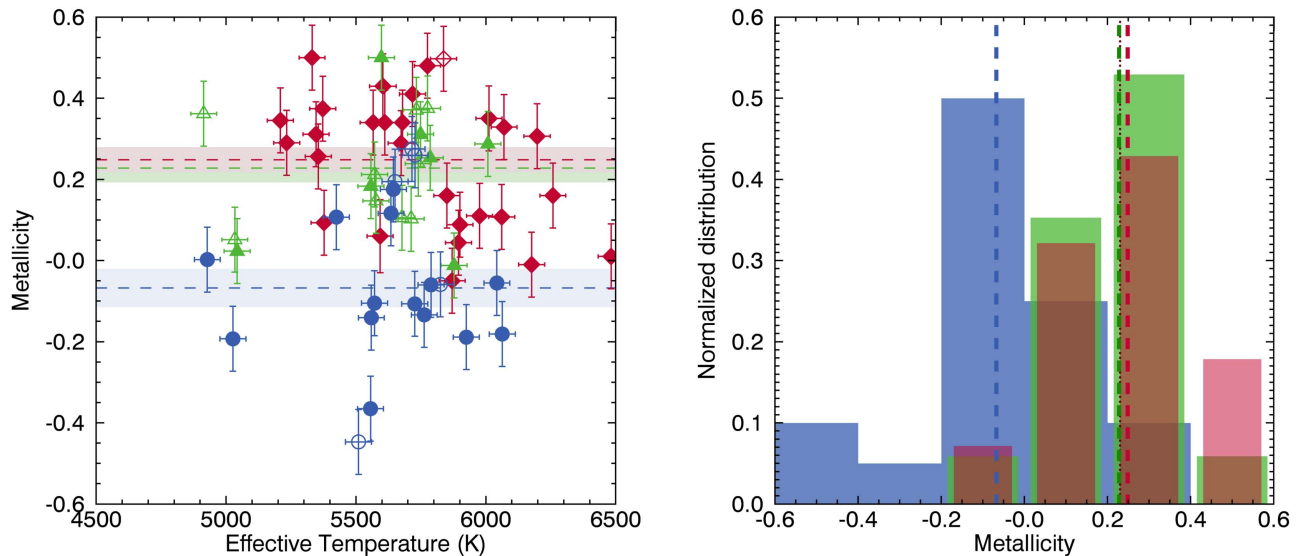 0.6
0.4
0.2
-0.0
-0.2
-0.4
-0.6
Metallicity
4500 5000 5500 6000 6500
Effective Temperature (K)
0.6
0.5
0.4
0.3
0.2
0.1
0.0
Normalized distribution
-0.6 -0.4 -0.2 -0.0 0.2 0.4 0.6
Metallicity